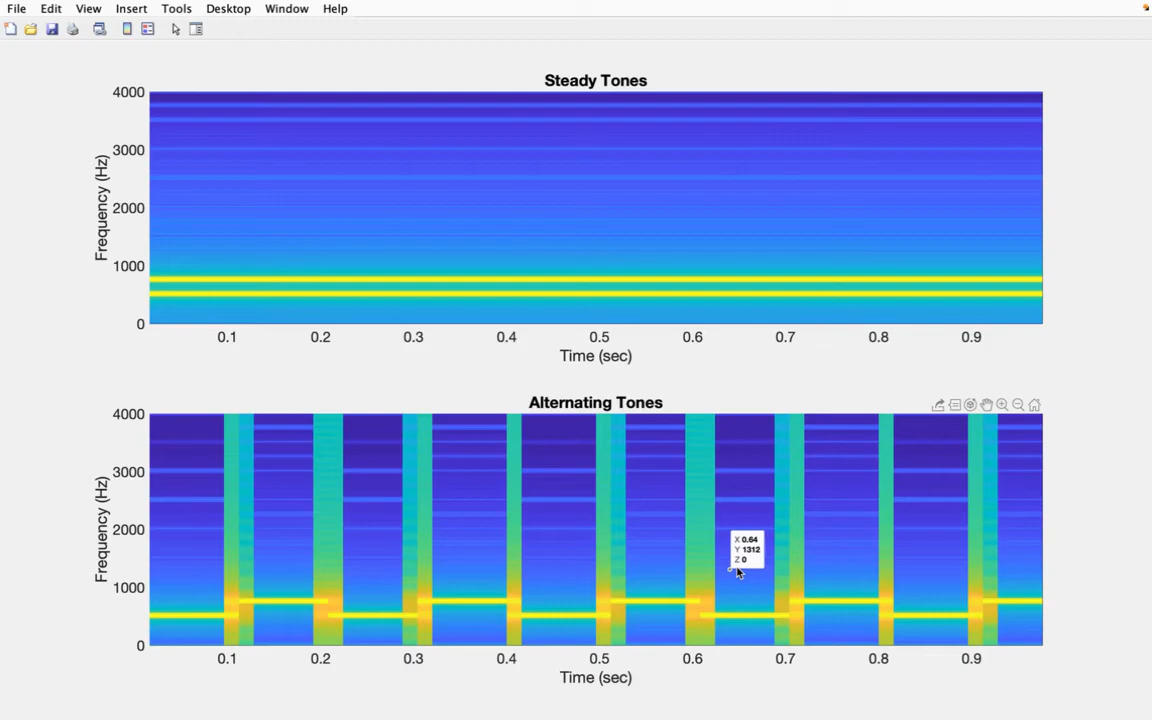 File Edit View Insert Tools Desktop Window Help
Steady Tones
4000
3000
2000
1000
0
Frequency (Hz)
0.1 0.2 0.3 0.4 0.5 0.6 0.7 0.8 0.9
Time (sec)
Alternating Tones
4000
3000
2000
1000
0
Frequency (Hz)
X 0.64
Y 1312
Z 0
0.1 0.2 0.3 0.4 0.5 0.6 0.7 0.8 0.9
Time (sec)